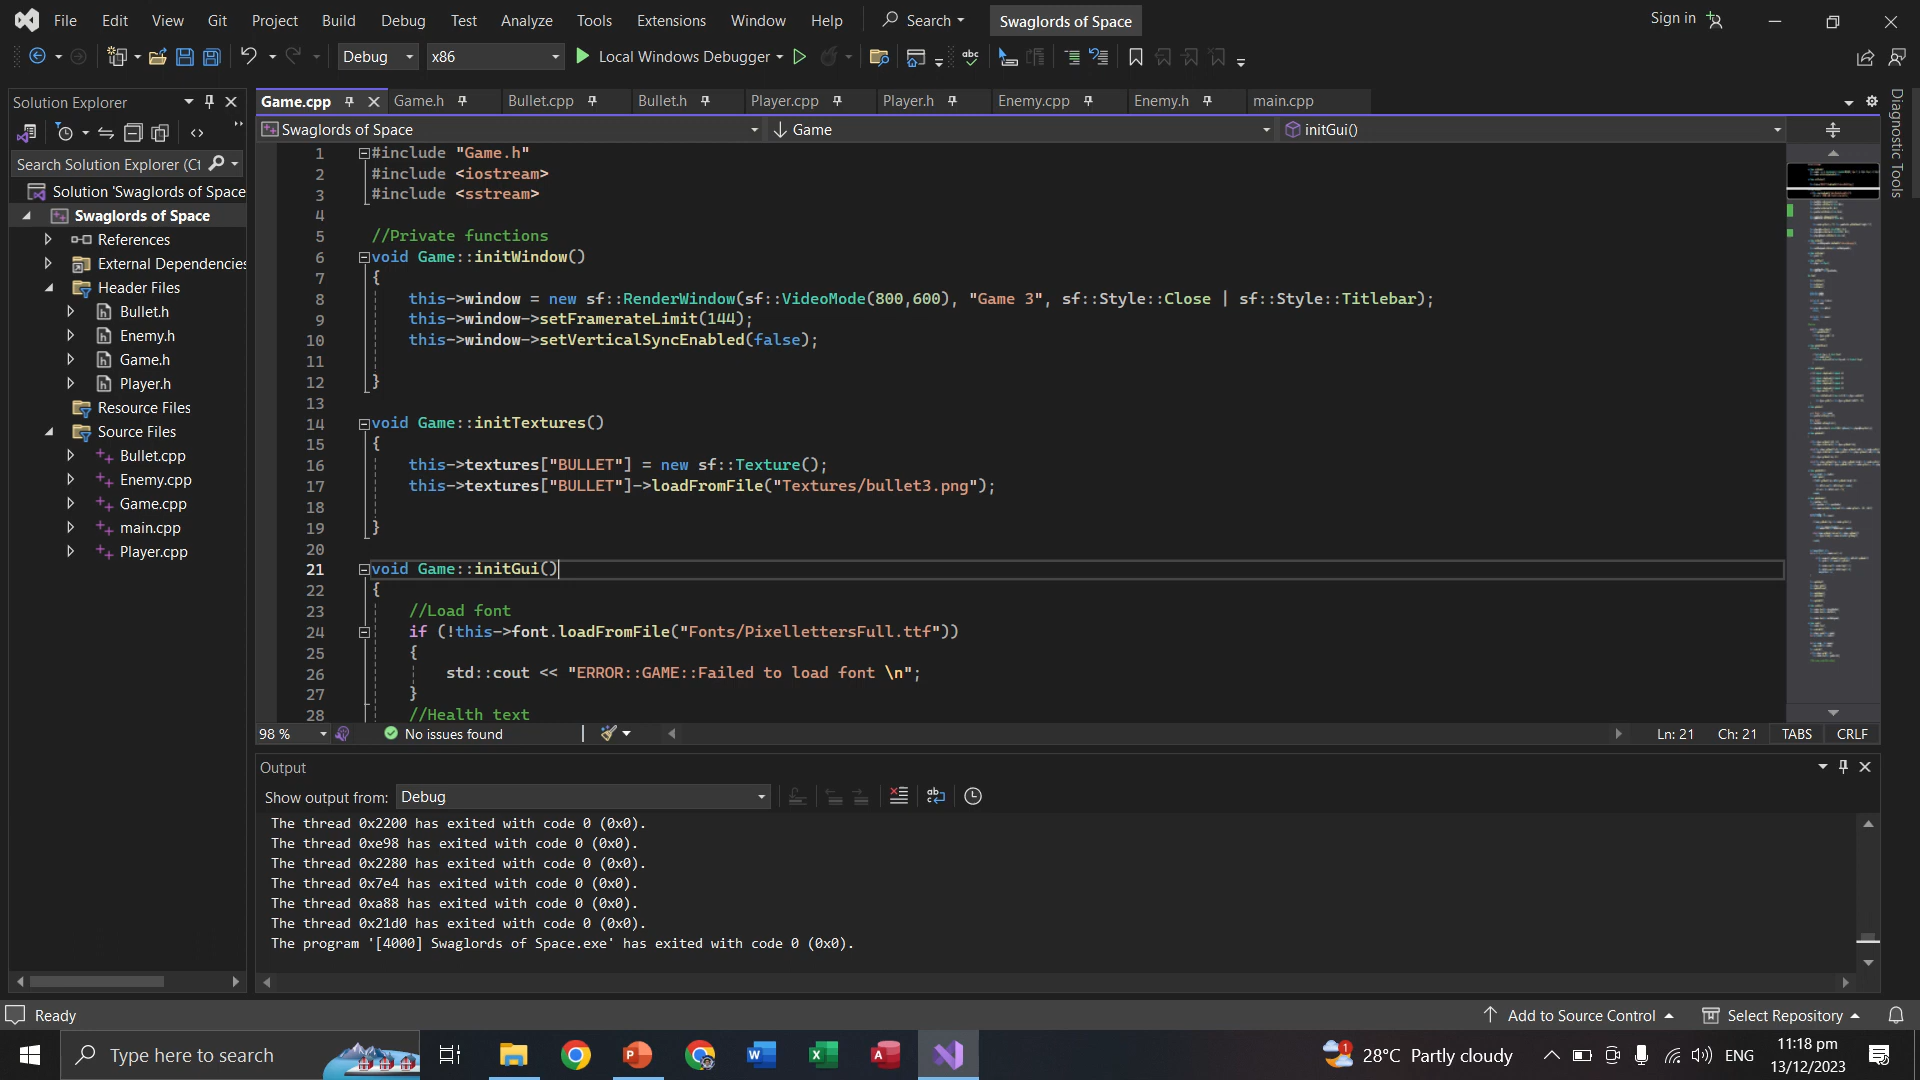 File Edit View Git Project Build Debug Test Analyze Tools Extensions Window Help Search Swaglords of Space Sign in
Debug x86 Local Windows Debugger
Solution Explorer
Search Solution Explorer (Ct
Solution 'Swaglords of Space
Swaglords of Space
References
External Dependencies
Header Files
Bullet.h
Enemy.h
Game.h
Player.h
Resource Files
Source Files
Bullet.cpp
Enemy.cpp
Game.cpp
main.cpp
Player.cpp
Game.cpp Game.h Bullet.cpp Bullet.h Player.cpp Player.h Enemy.cpp Enemy.h main.cpp
Swaglords of Space Game initGui()
1 #include "Game.h"
2 #include <iostream>
3 #include <sstream>
4
5 //Private functions
6 void Game::initWindow()
7 {
8 this->window = new sf::RenderWindow(sf::VideoMode(800,600), "Game 3", sf::Style::Close | sf::Style::Titlebar);
9 this->window->setFramerateLimit(144);
10 this->window->setVerticalSyncEnabled(false);
11
12 }
13
14 void Game::initTextures()
15 {
16 this->textures["BULLET"] = new sf::Texture();
17 this->textures["BULLET"]->loadFromFile("Textures/bullet3.png");
18
19 }
20
21 void Game::initGui()
22 {
23 //Load font
24 if (!this->font.loadFromFile("Fonts/PixellettersFull.ttf"))
25 {
26 std::cout << "ERROR::GAME::Failed to load font \n";
27 }
28 //Health text
98 % No issues found Ln: 21 Ch: 21 TABS CRLF
Diagnostic Tools
Output
Show output from: Debug
The thread 0x2200 has exited with code 0 (0x0).
The thread 0xe98 has exited with code 0 (0x0).
The thread 0x2280 has exited with code 0 (0x0).
The thread 0x7e4 has exited with code 0 (0x0).
The thread 0xa88 has exited with code 0 (0x0).
The thread 0x21d0 has exited with code 0 (0x0).
The program '[4000] Swaglords of Space.exe' has exited with code 0 (0x0).
Ready Add to Source Control Select Repository
Type here to search 28°C Partly cloudy ENG 11:18 pm
13/12/2023